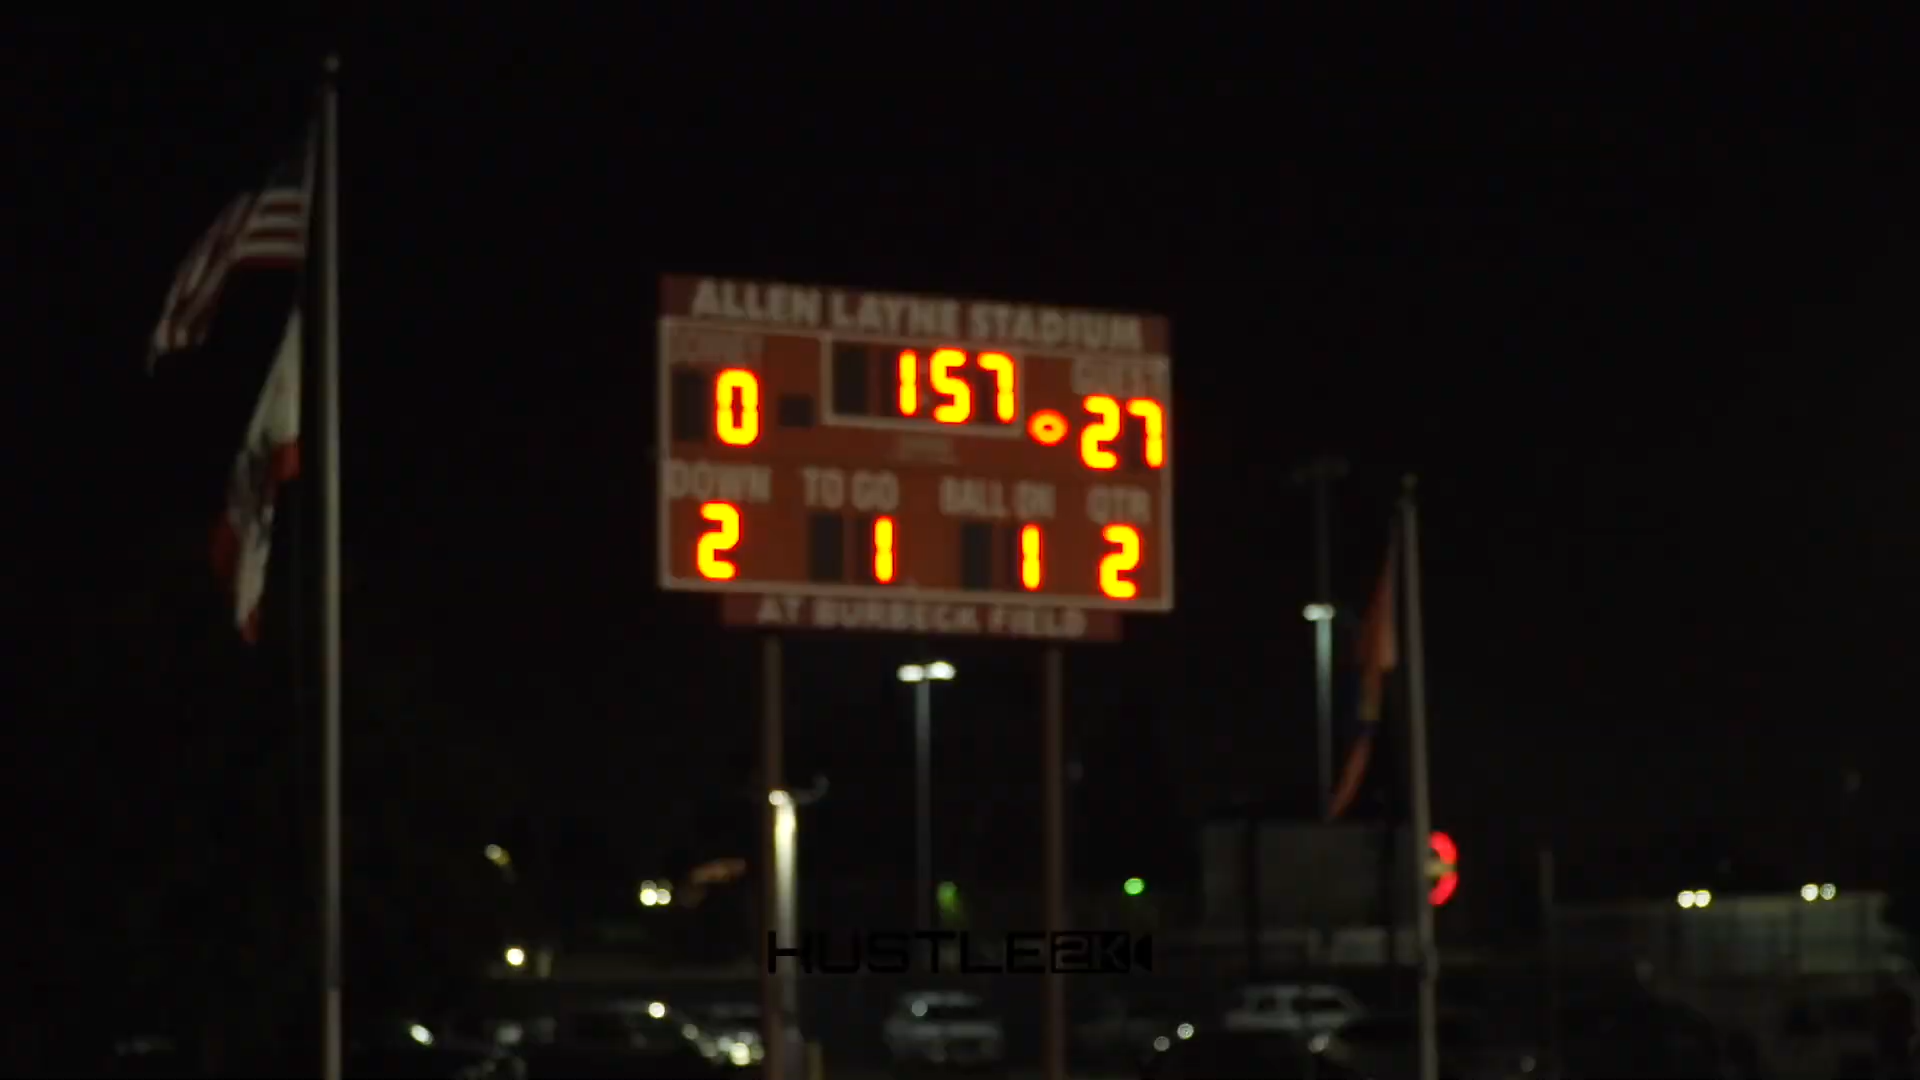 ALLEN LAYNE STADIUM
157
GUEST
0
27
DOWN TO GO BALL ON QTR
2 1 1 2
AT BURBECK FIELD
HUSTLE2K